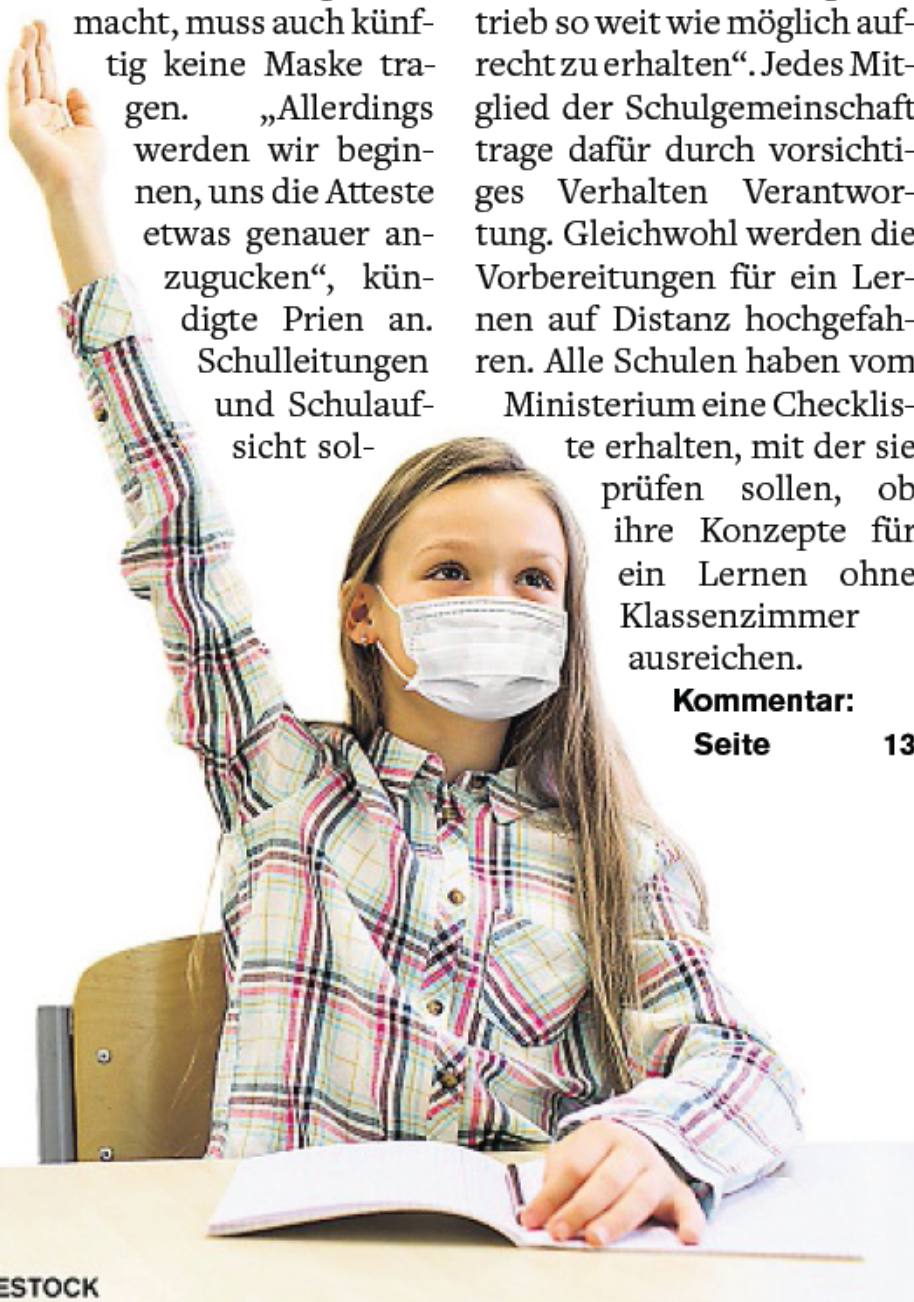 macht, muss auch künf-
tig keine Maske tra-
gen. „Allerdings
werden wir begin-
nen, uns die Atteste
etwas genauer an-
zugucken“, kün-
digte Prien an.
Schulleitungen
und Schulauf-
sicht sol-
trieb so weit wie möglich auf-
recht zu erhalten“. Jedes Mit-
glied der Schulgemeinschaft
trage dafür durch vorsichti-
ges Verhalten Verantwor-
tung. Gleichwohl werden die
Vorbereitungen für ein Ler-
nen auf Distanz hochgefah-
ren. Alle Schulen haben vom
Ministerium eine Checklis-
te erhalten, mit der sie
prüfen sollen, ob
ihre Konzepte für
ein Lernen ohne
Klassenzimmer
ausreichen.
Kommentar:
Seite 13
ESTOCK